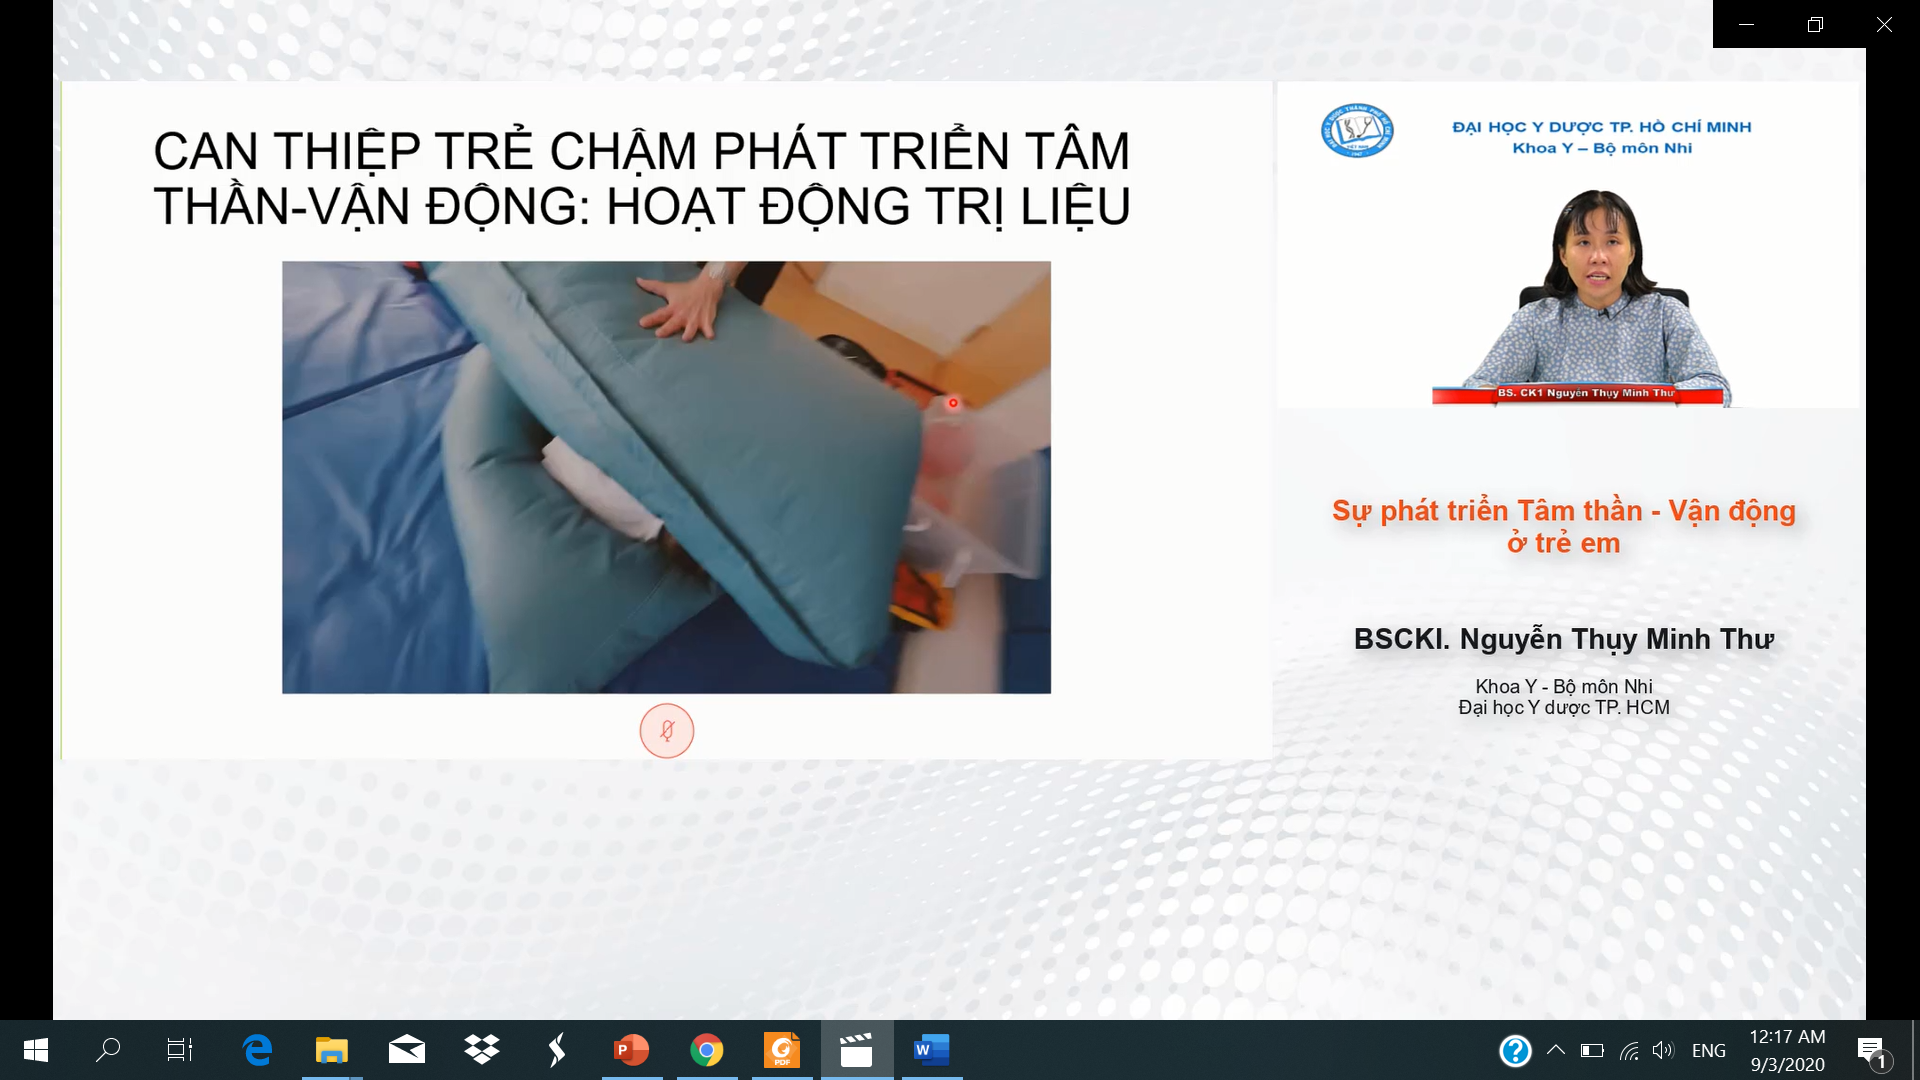 CAN THIỆP TRẺ CHẬM PHÁT TRIỂN TÂM
THẦN-VẬN ĐỘNG: HOẠT ĐỘNG TRỊ LIỆU
ĐẠI HỌC Y DƯỢC TP. HỒ CHÍ MINH
Khoa Y – Bộ môn Nhi
BS. CK1 Nguyễn Thụy Minh Thư
Sự phát triển Tâm thần - Vận động
ở trẻ em
BSCKI. Nguyễn Thụy Minh Thư
Khoa Y - Bộ môn Nhi
Đại học Y dược TP. HCM
P
PDF
W
ENG
12:17 AM
9/3/2020
1